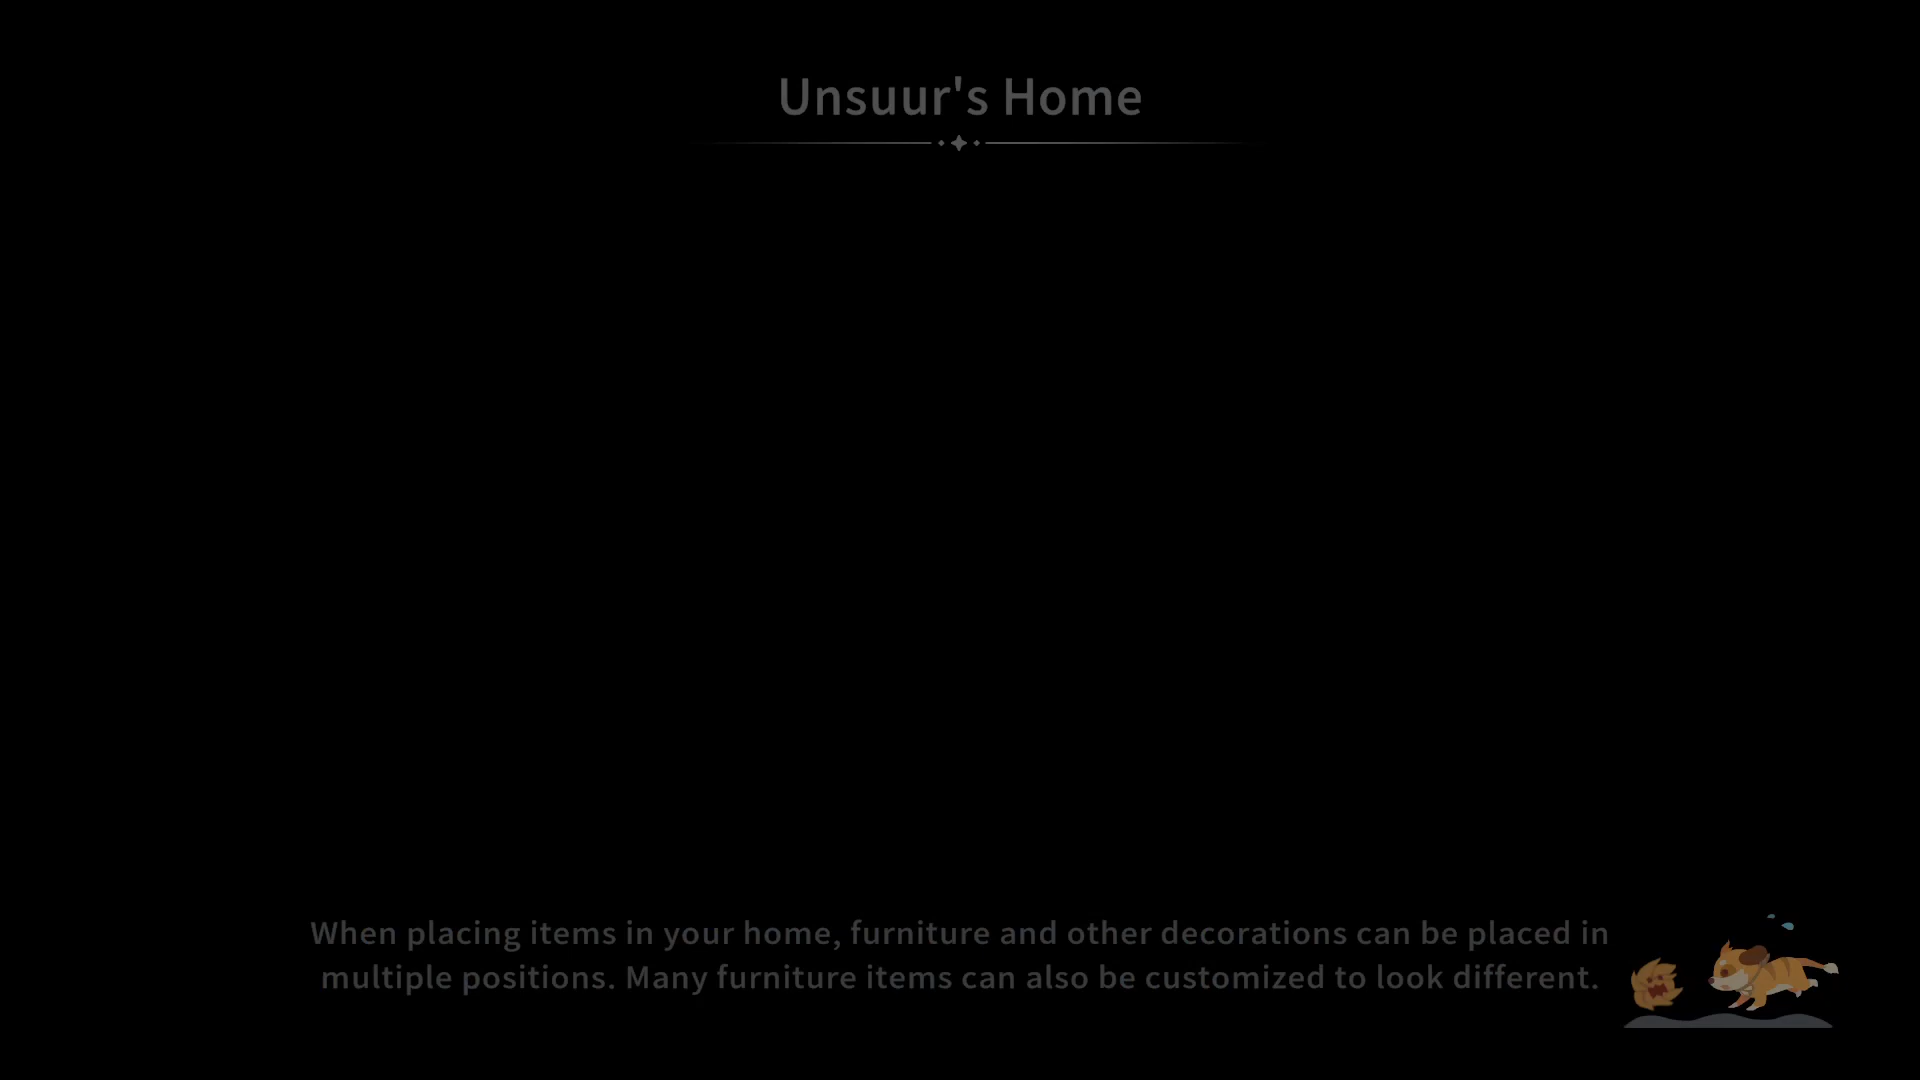 Unsuur's Home
When placing items in your home, furniture and other decorations can be placed in
multiple positions. Many furniture items can also be customized to look different.